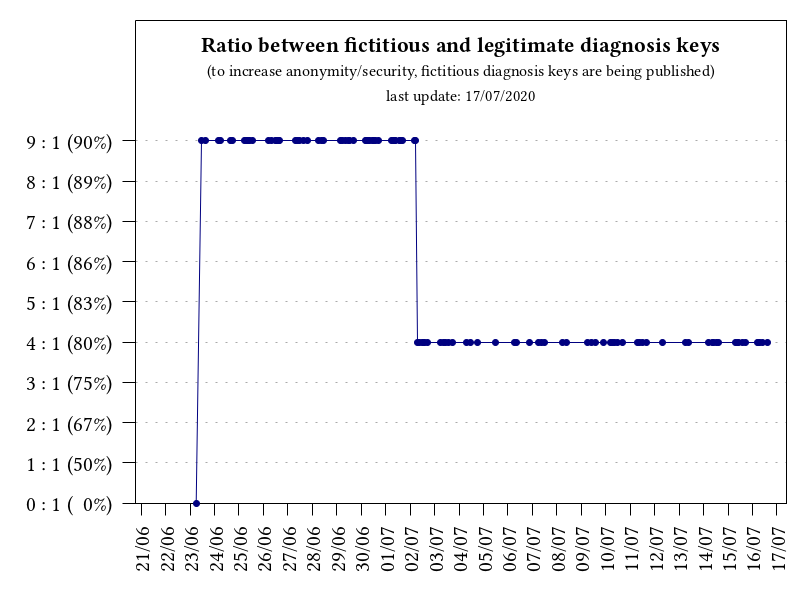 Ratio between fictitious and legitimate diagnosis keys
(to increase anonymity/security, fictitious diagnosis keys are being published)
last update: 17/07/2020
9 : 1 (90%)
8 : 1 (89%)
7 : 1 (88%)
6 : 1 (86%)
5 : 1 (83%)
4 : 1 (80%)
3 : 1 (75%)
2 : 1 (67%)
1 : 1 (50%)
0 : 1 (  0%)
21/06
22/06
23/06
24/06
25/06
26/06
27/06
28/06
29/06
30/06
01/07
02/07
03/07
04/07
05/07
06/07
07/07
08/07
09/07
10/07
11/07
12/07
13/07
14/07
15/07
16/07
17/07